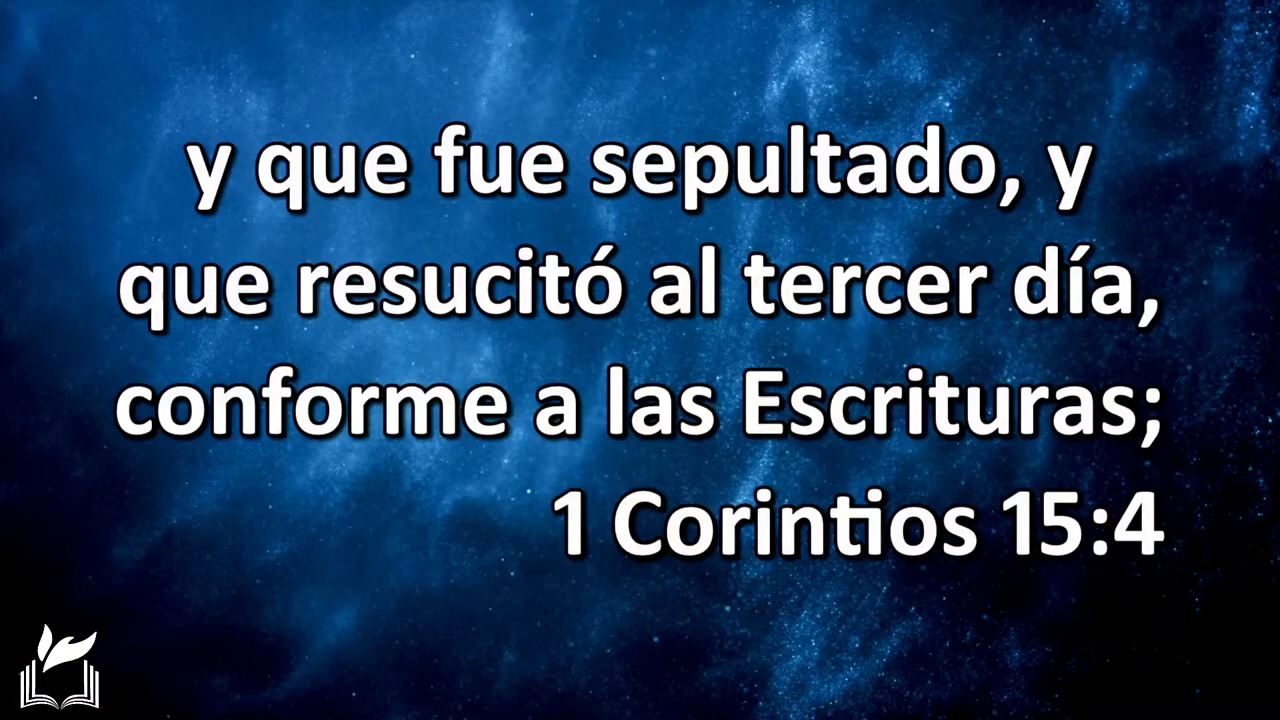 y que fue sepultado, y
que resucitó al tercer día,
conforme a las Escrituras;
1 Corintios 15:4